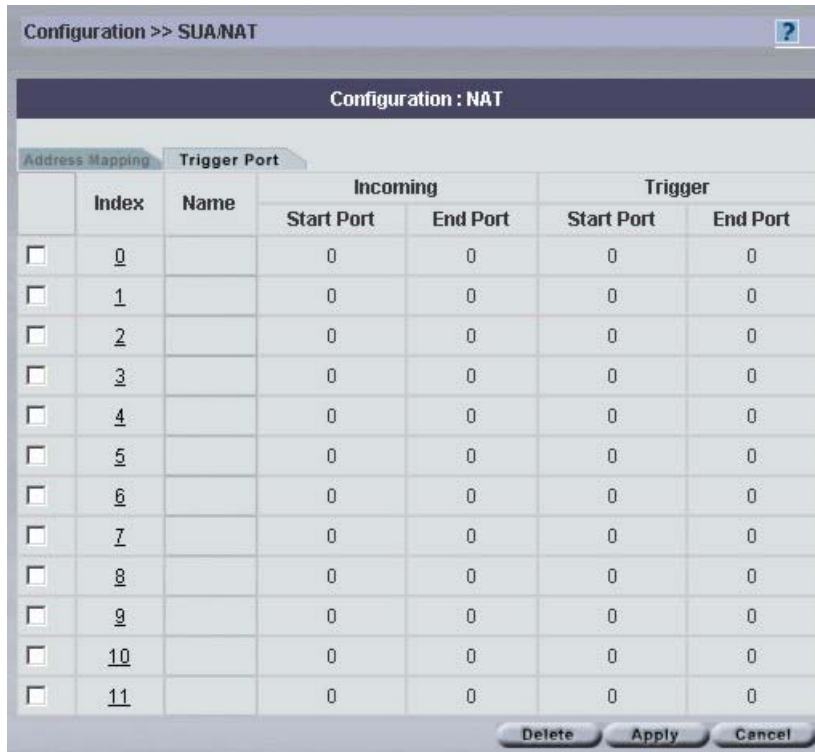 Configuration >> SUA/NAT ?
Configuration : NAT
Address Mapping Trigger Port
Index Name Incoming Trigger
Start Port End Port Start Port End Port
0 0 0 0 0
1 0 0 0 0
2 0 0 0 0
3 0 0 0 0
4 0 0 0 0
5 0 0 0 0
6 0 0 0 0
7 0 0 0 0
8 0 0 0 0
9 0 0 0 0
10 0 0 0 0
11 0 0 0 0
Delete Apply Cancel